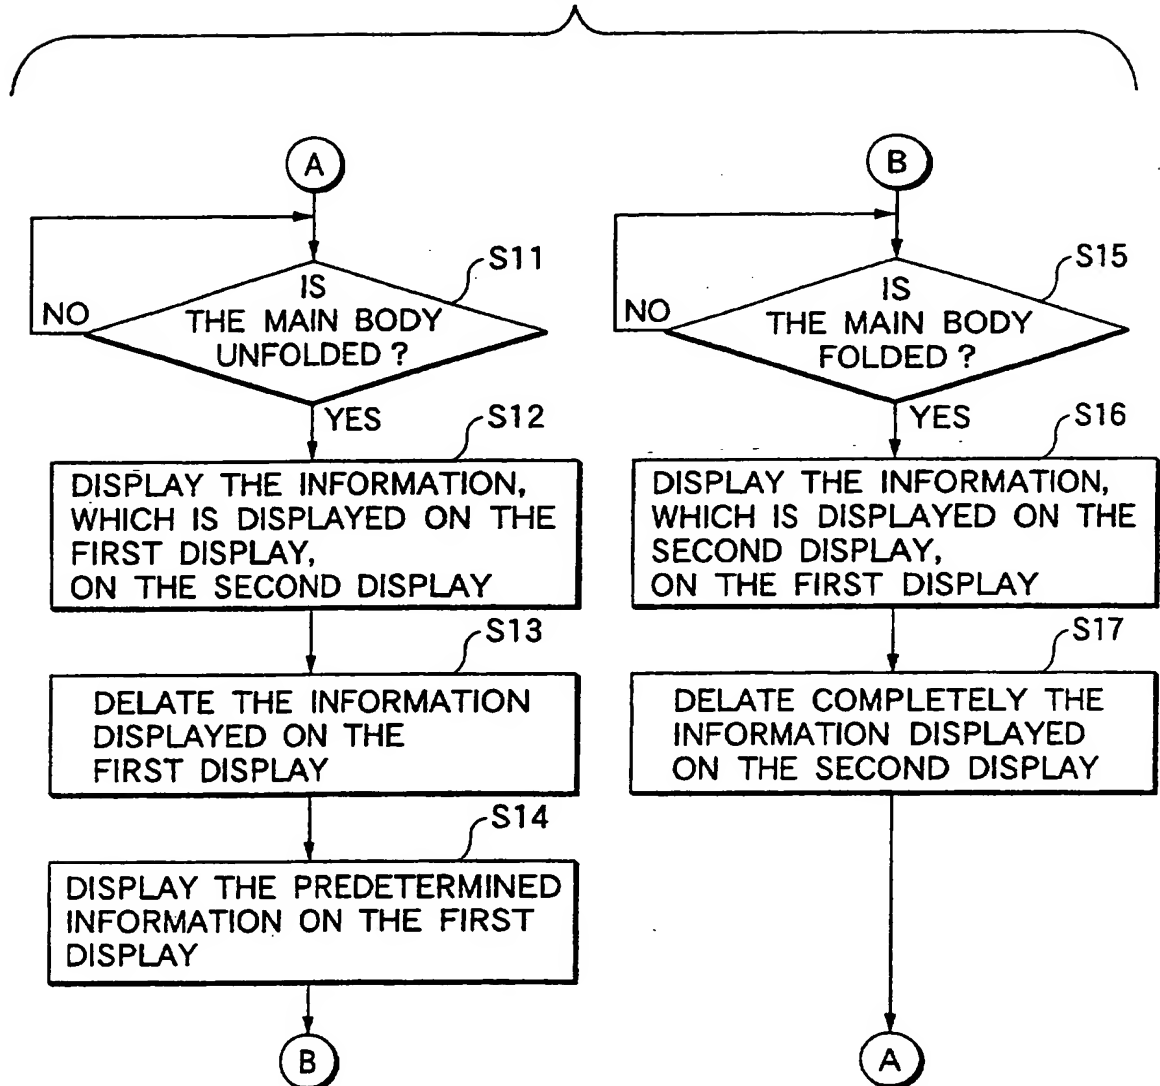 A
S11
IS
THE MAIN BODY
UNFOLDED ?
NO
YES
S12
DISPLAY THE INFORMATION,
WHICH IS DISPLAYED ON THE
FIRST DISPLAY,
ON THE SECOND DISPLAY
S13
DELATE THE INFORMATION
DISPLAYED ON THE
FIRST DISPLAY
S14
DISPLAY THE PREDETERMINED
INFORMATION ON THE FIRST
DISPLAY
B
B
S15
IS
THE MAIN BODY
FOLDED ?
NO
YES
S16
DISPLAY THE INFORMATION,
WHICH IS DISPLAYED ON THE
SECOND DISPLAY,
ON THE FIRST DISPLAY
S17
DELATE COMPLETELY THE
INFORMATION DISPLAYED
ON THE SECOND DISPLAY
A